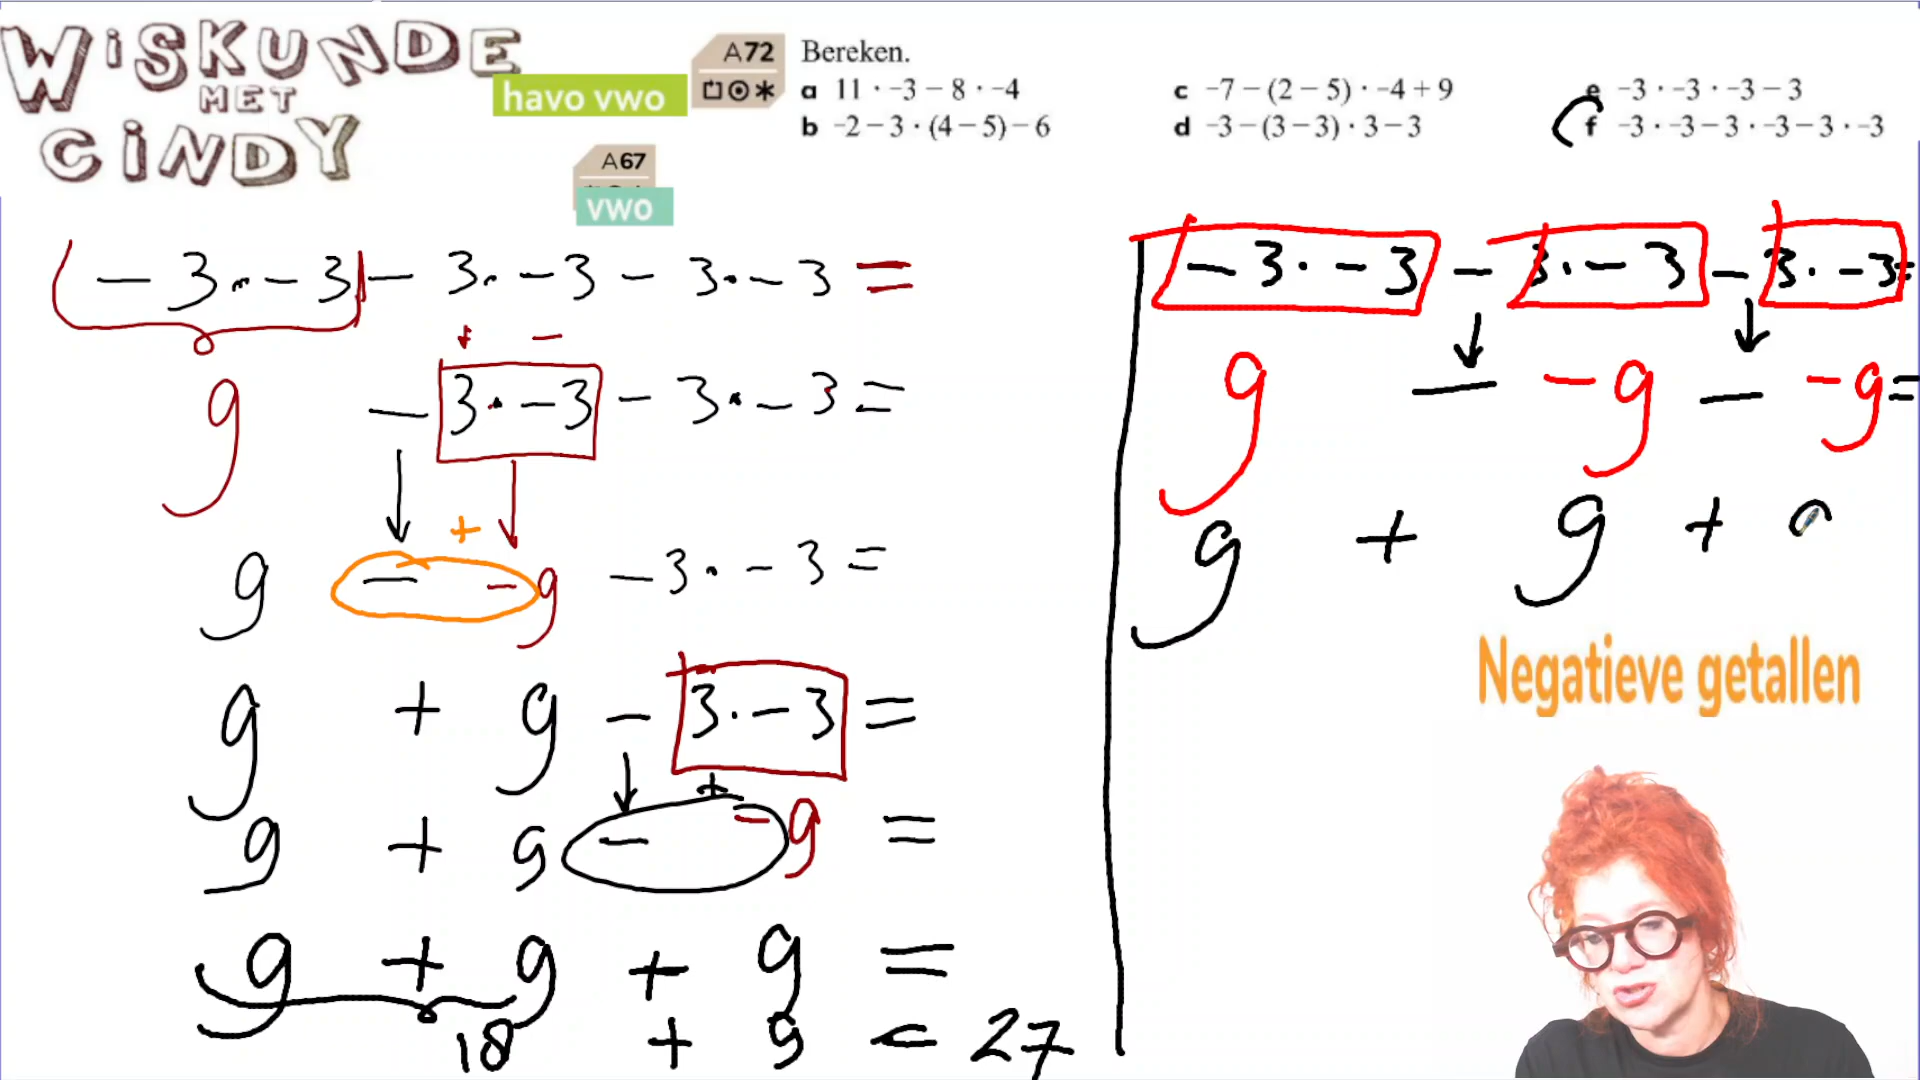 WiSKUNDE
MET
CiNDY
havo vwo
A72
A67
vwo
Bereken.
a 11 · -3 − 8 · -4
b -2 − 3 · (4 − 5) − 6
c -7 − (2 − 5) · -4 + 9
d -3 − (3 − 3) · 3 − 3
e -3 · -3 · -3 − 3
f -3 · -3 − 3 · -3 − 3 · -3
− 3 · − 3 − 3 · − 3 − 3 · − 3 =
+ −
9 − 3 · − 3 − 3 · − 3 =
+
9 − − 9 − 3 · − 3 =
9 + 9 − 3 · − 3 =
+
9 + 9 − − 9 =
9 + 9 + 9 =
18 + 9 = 27
− 3 · − 3 − 3 · − 3 − 3 · − 3 =
9 − − 9 − − 9 =
9 + 9 +
Negatieve getallen